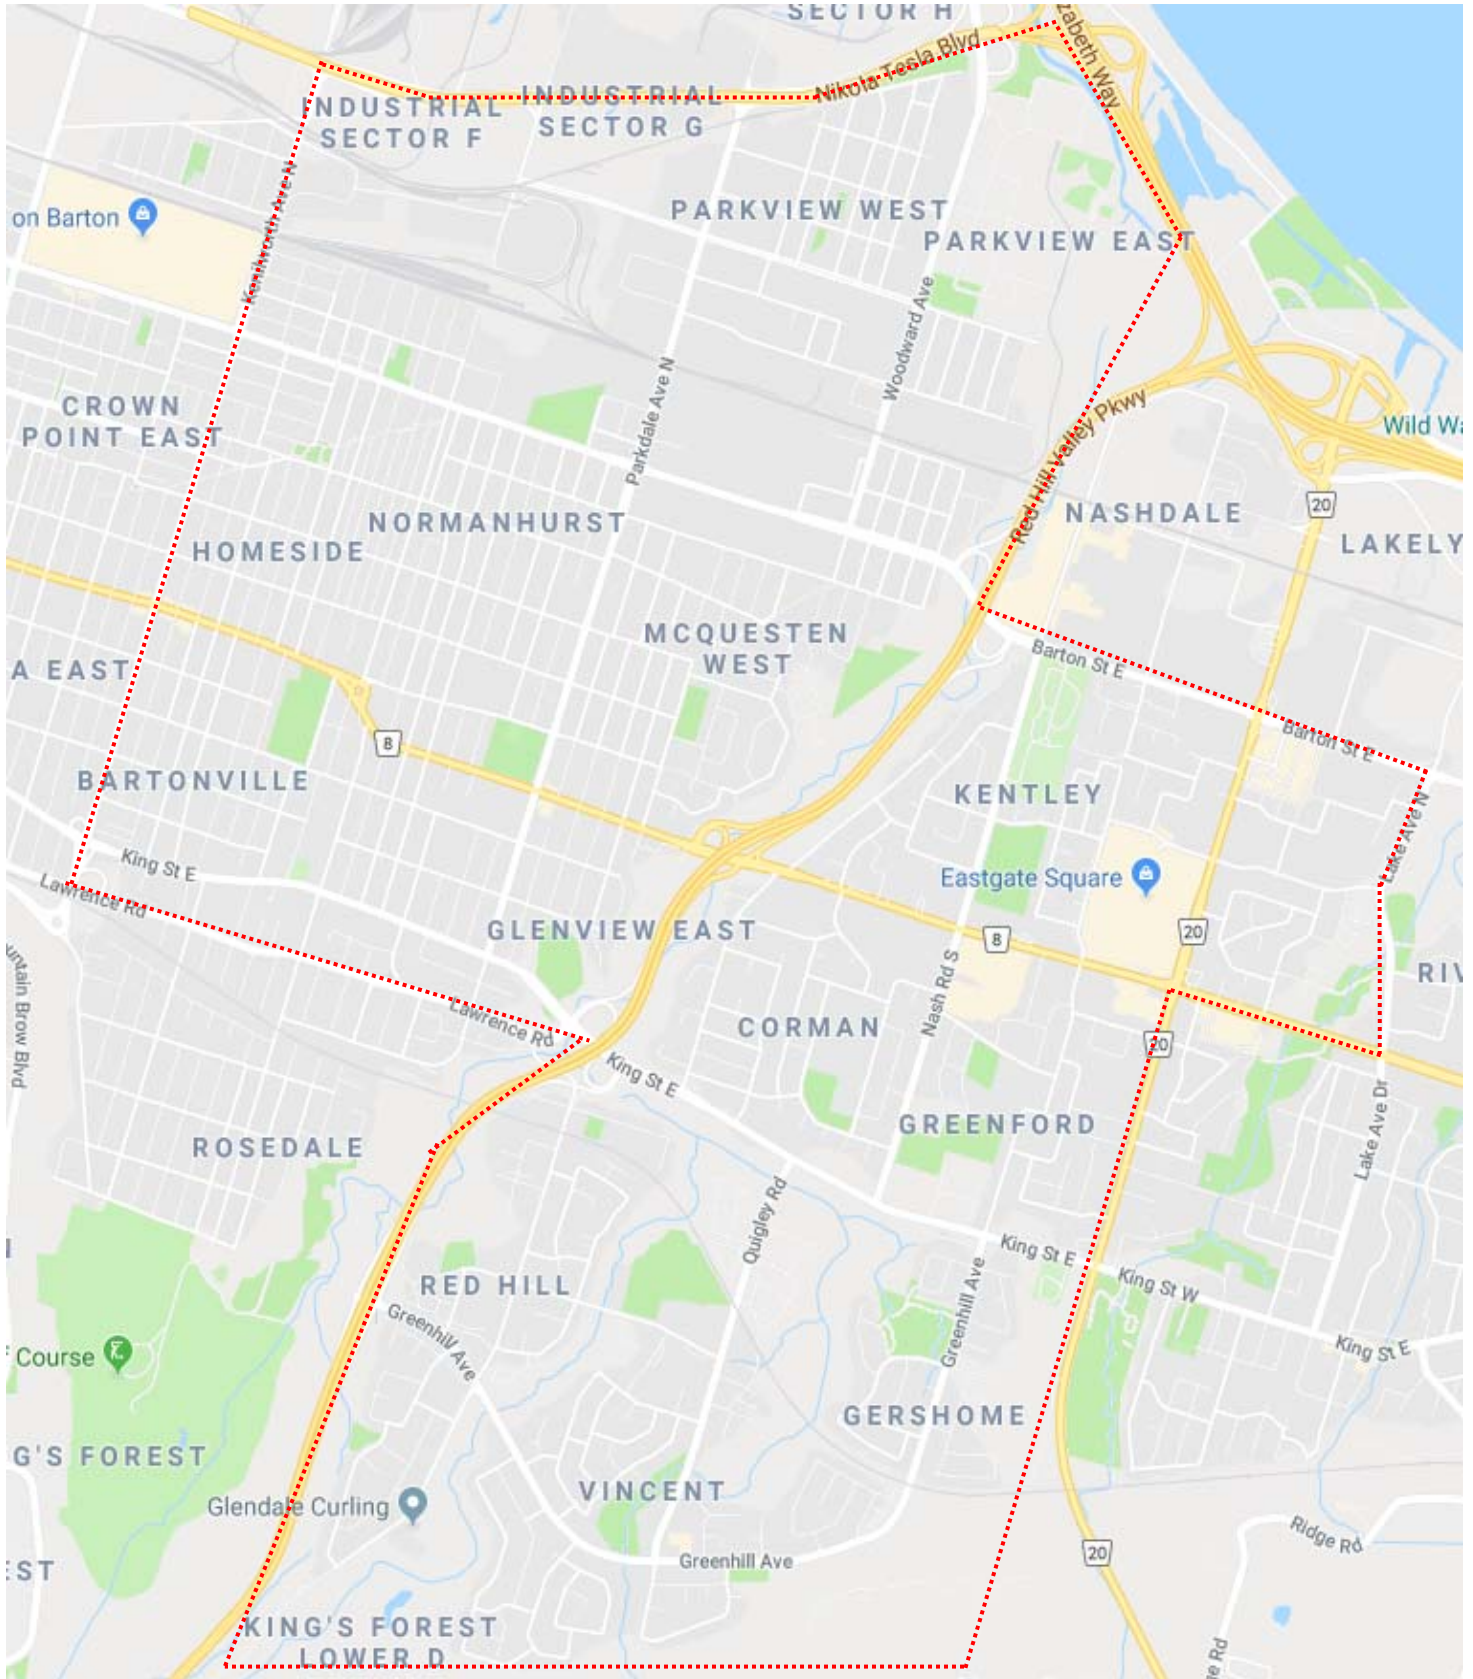 SECTOR H
zabeth Way
Nikola Tesla Blvd
INDUSTRIAL
SECTOR F
INDUSTRIAL
SECTOR G
on Barton
Kenilworth Ave N
PARKVIEW WEST
PARKVIEW EAST
Woodward Ave
Parkdale Ave N
CROWN
POINT EAST
Red Hill Valley Pkwy
Wild Wa
NORMANHURST
HOMESIDE
NASHDALE
20
LAKELY
MCQUESTEN
WEST
A EAST
Barton St E
8
Barton St E
BARTONVILLE
KENTLEY
Lake Ave N
King St E
Lawrence Rd
Eastgate Square
GLENVIEW EAST
8
20
untain Brow Blvd
Nash Rd S
RIV
Lawrence Rd
CORMAN
20
King St E
GREENFORD
ROSEDALE
Lake Ave Dr
Quigley Rd
King St E
RED HILL
King St W
Greenhill Ave
Greenhill Ave
King St E
f Course
GERSHOME
G'S FOREST
VINCENT
Glendale Curling
Ridge Rd
20
Greenhill Ave
EST
KING'S FOREST
LOWER D
ge Rd